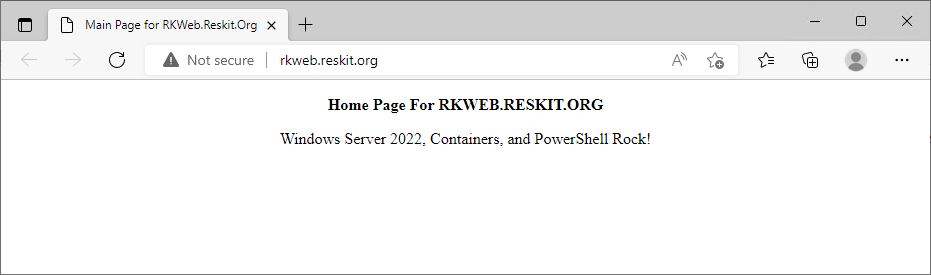 Main Page for RKWeb.Reskit.Org
Not secure
rkweb.reskit.org
Home Page For RKWEB.RESKIT.ORG
Windows Server 2022, Containers, and PowerShell Rock!